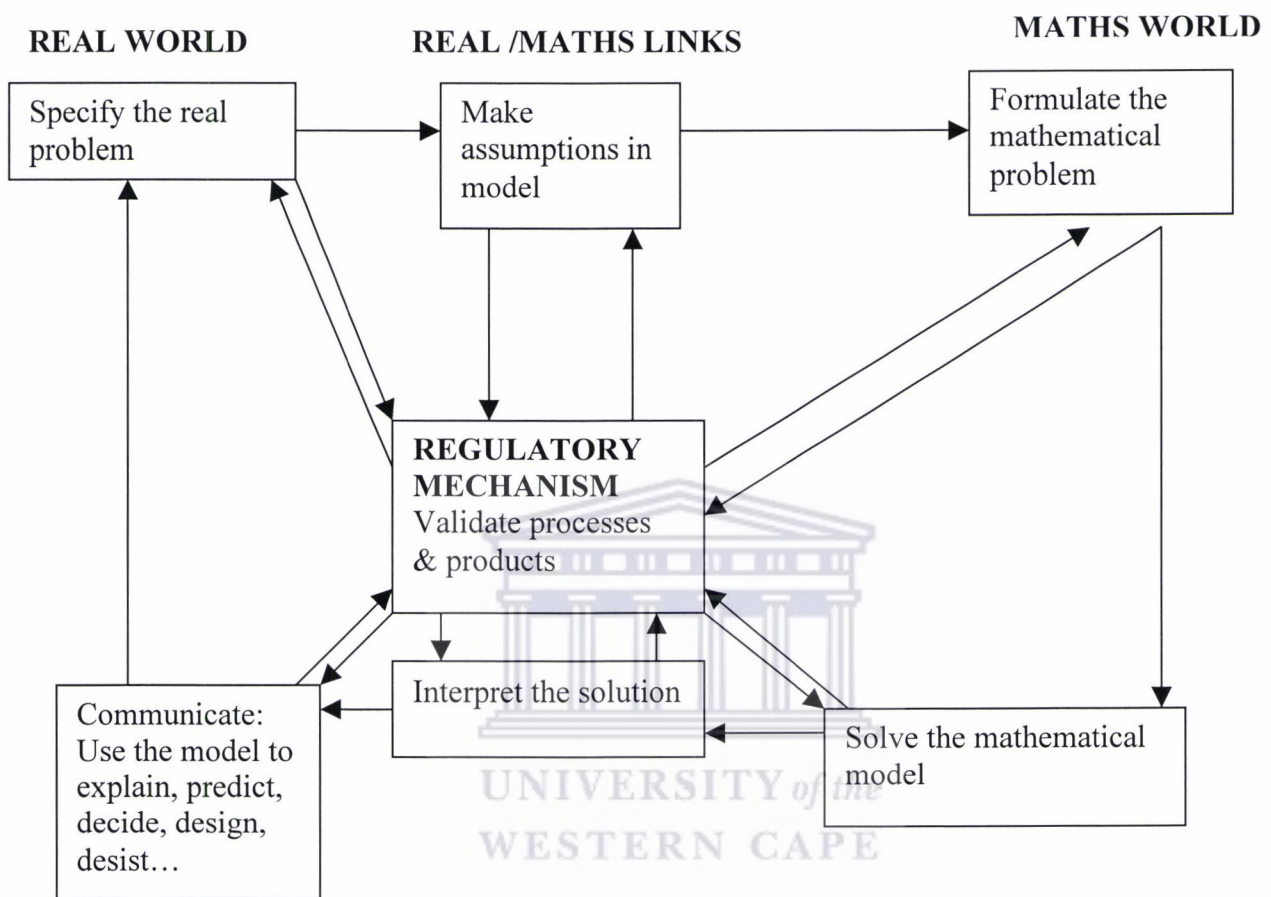 REAL WORLD
REAL /MATHS LINKS
MATHS WORLD
Specify the real
problem
Make
assumptions in
model
Formulate the
mathematical
problem
REGULATORY
MECHANISM
Validate processes
& products
Interpret the solution
Communicate:
Use the model to
explain, predict,
decide, design,
desist…
Solve the mathematical
model
UNIVERSITY of the
WESTERN CAPE